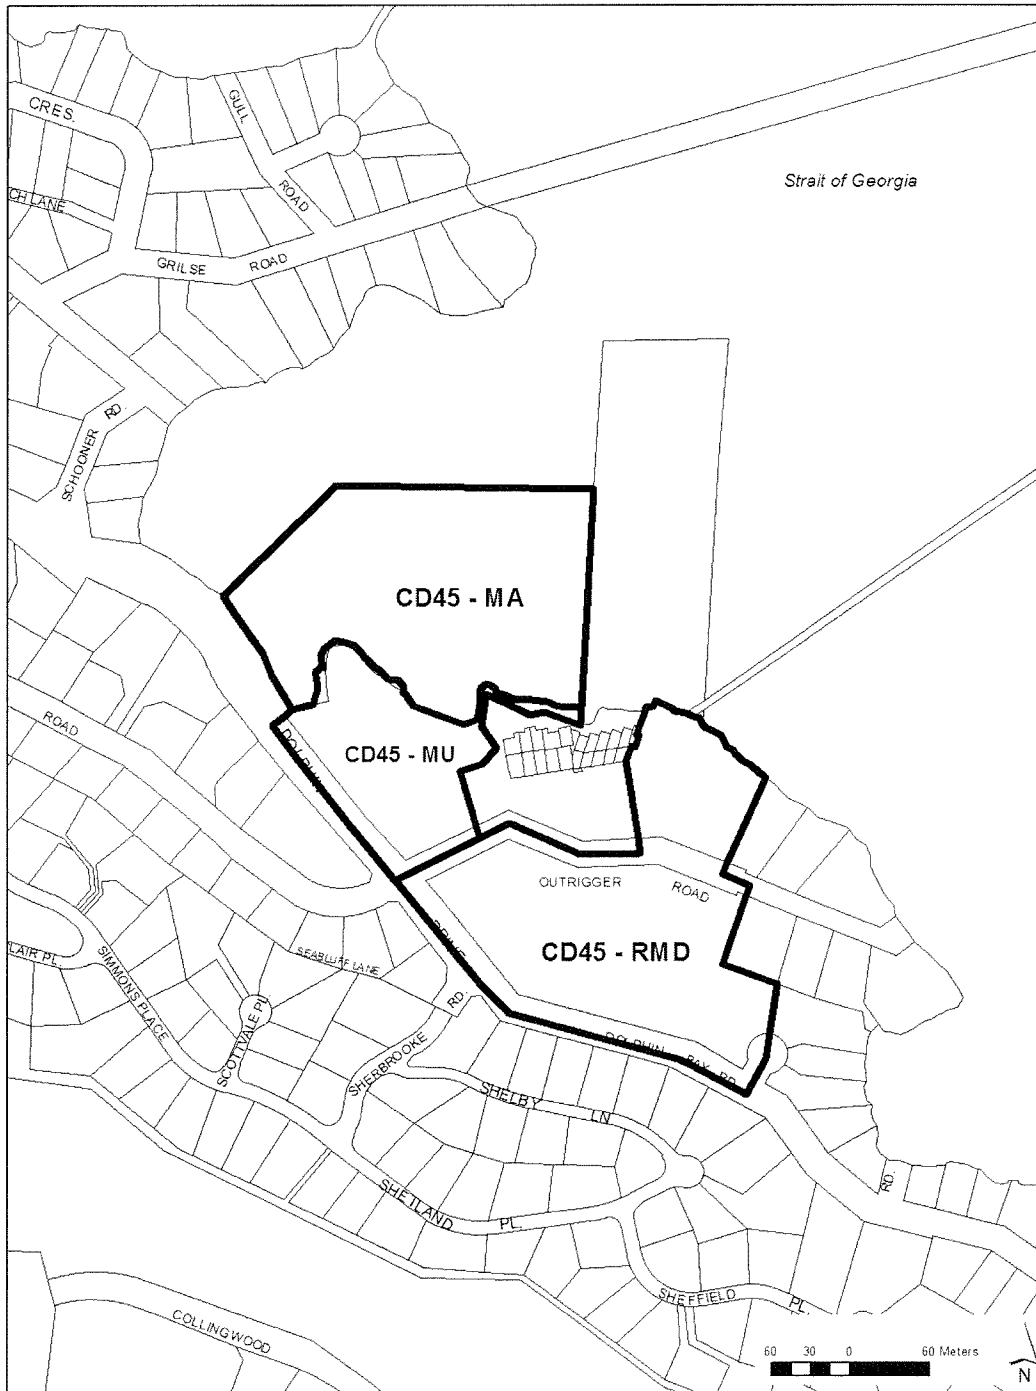 CRES.
GULL
ROAD
CH LANE
GRILSE ROAD
Strait of Georgia
SCHOONER RD.
CD45 - MA
ROAD
DOLPHIN
CD45 - MU
OUTRIGGER ROAD
DRIVE
CD45 - RMD
SEABLUFF LANE
LAIR PL.
SIMMONS PLACE
SCOTTVALE PL
SHERBROOKE RD.
DOLPHIN BAY RD.
SHELBY LN
RD.
SHETLAND PL.
SHEFFIELD PL.
COLLINGWOOD
60 30 0 60 Meters
N